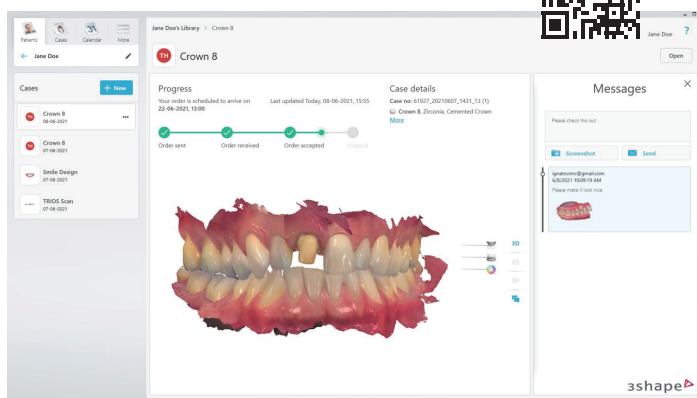 Patients
Cases
31
Calendar
More
Jane Doe
Cases
+ New
TH
Crown 8
08-06-2021
TH
Crown 8
07-06-2021
Smile Design
07-06-2021
TRIOS Scan
07-06-2021
Jane Doe's Library > Crown 8
TH
Crown 8
Jane Doe
?
Open
Progress
Your order is scheduled to arrive on
22-06-2021, 13:00
Last updated Today, 08-06-2021, 15:55
Order sent
Order received
Order accepted
Shipped
Case details
Case no: 61927_20210607_1431_13 (1)
Crown 8, Zirconia, Cemented Crown
More
3D
Messages
Please check this out
Screenshot
Send
ignatovimc@gmail.com
6/8/2021 10:09:19 AM
Please make it look nice.
3shape